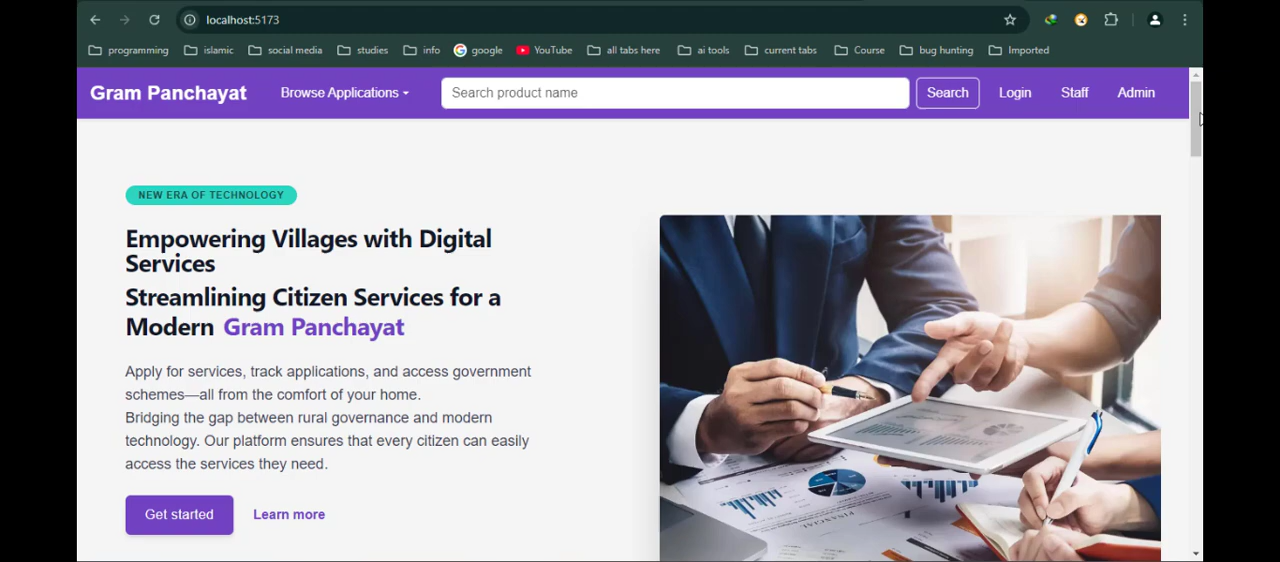 localhost:5173
programming islamic social media studies info google YouTube all tabs here ai tools current tabs Course bug hunting Imported
Gram Panchayat Browse Applications Search product name Search Login Staff Admin
NEW ERA OF TECHNOLOGY
Empowering Villages with Digital
Services
Streamlining Citizen Services for a
Modern Gram Panchayat
Apply for services, track applications, and access government
schemes—all from the comfort of your home.
Bridging the gap between rural governance and modern
technology. Our platform ensures that every citizen can easily
access the services they need.
Get started Learn more
FINANCIAL